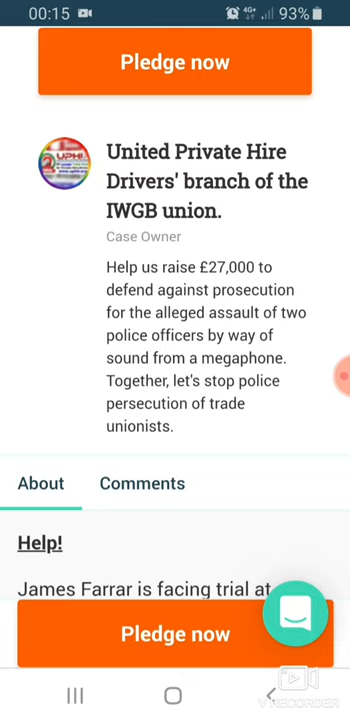 00:15
4G+
93%
Pledge now
UPHD
United Private Hire
Drivers' branch of the
IWGB union.
Case Owner
Help us raise £27,000 to
defend against prosecution
for the alleged assault of two
police officers by way of
sound from a megaphone.
Together, let's stop police
persecution of trade
unionists.
About
Comments
Help!
James Farrar is facing trial at
Pledge now
V RECORDER